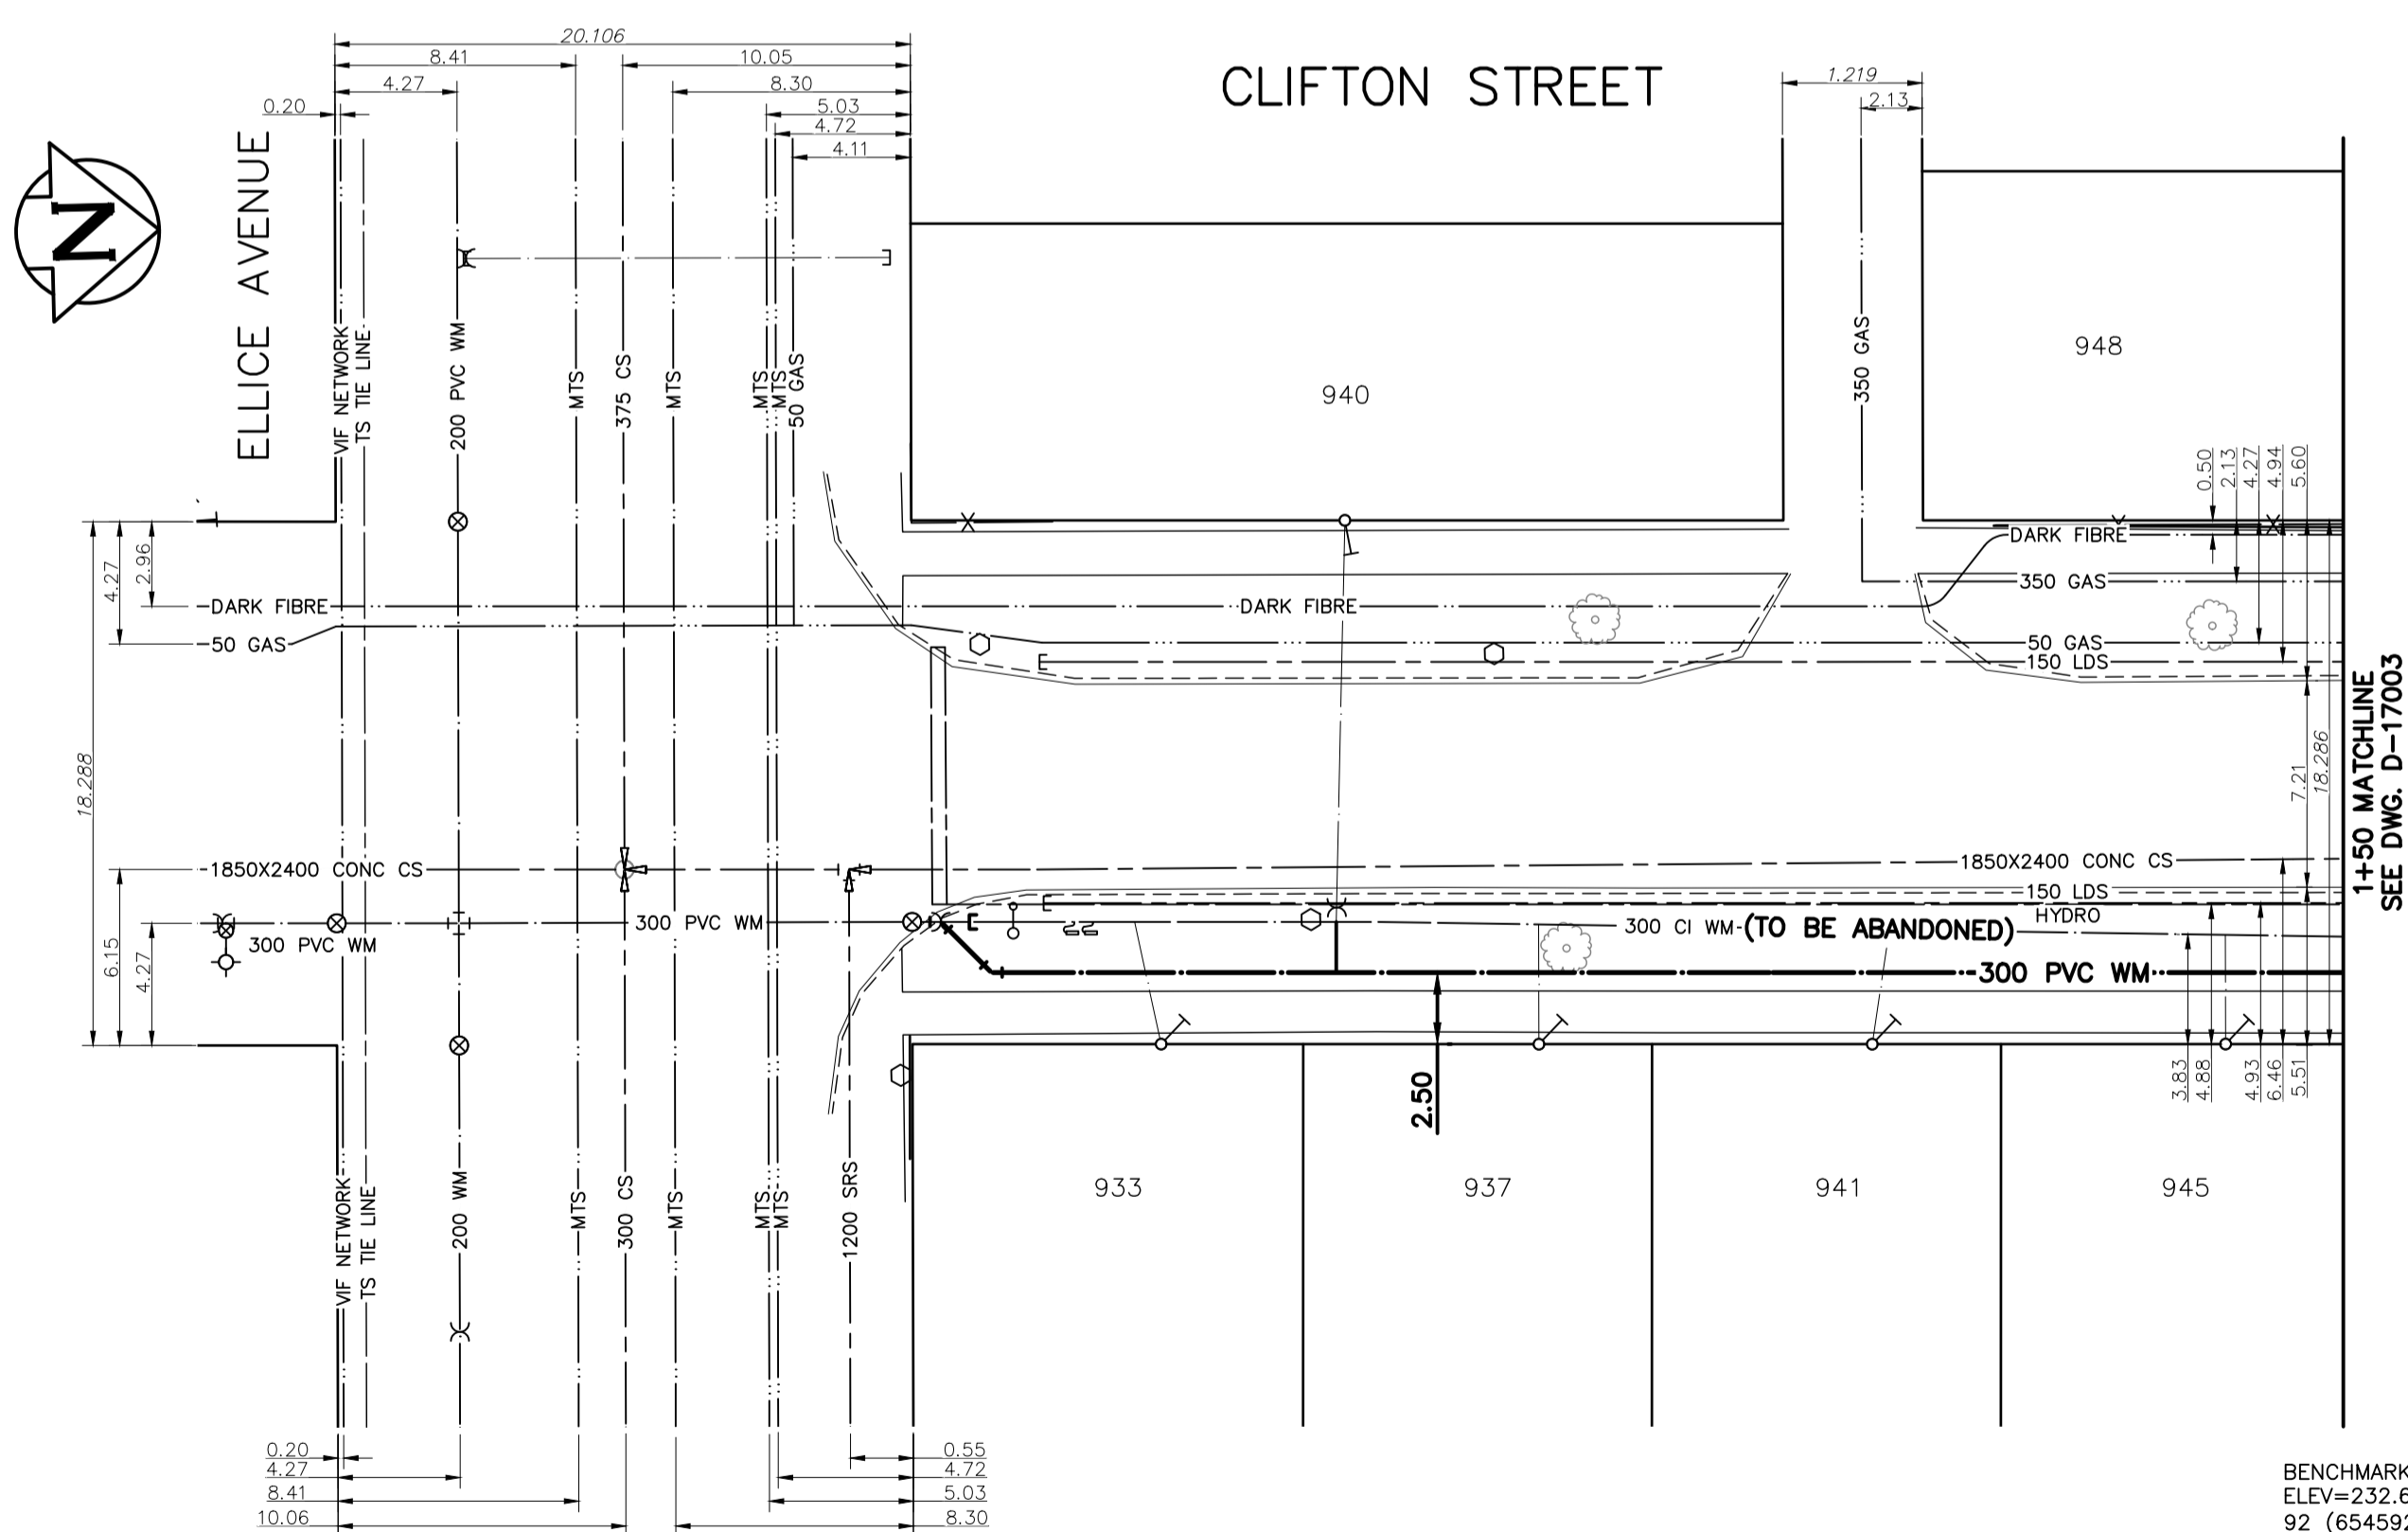 20.106
8.41
10.05
4.27
8.30
0.20
5.03
4.72
4.11
CLIFTON STREET
1.219
2.13
N
ELLICE AVENUE
VIF NETWORK
TS TIE LINE
200 PVC WM
MTS
375 CS
MTS
MTS
MTS
50 GAS
940
350 GAS
948
0.50
2.13
4.27
4.94
5.60
18.288
4.27
2.96
DARK FIBRE
50 GAS
DARK FIBRE
DARK FIBRE
350 GAS
50 GAS
150 LDS
7.21
18.286
1+50 MATCHLINE
SEE DWG. D-17003
1850X2400 CONC CS
1850X2400 CONC CS
150 LDS
HYDRO
6.15
4.27
300 PVC WM
300 PVC WM
300 CI WM (TO BE ABANDONED)
300 PVC WM
2.50
3.83
4.88
4.93
6.46
5.51
VIF NETWORK
TS TIE LINE
200 WM
MTS
300 CS
MTS
MTS
MTS
1200 SRS
933
937
941
945
0.20
4.27
8.41
10.06
0.55
4.72
5.03
8.30
BENCHMARK
ELEV=232.6
92 (654592